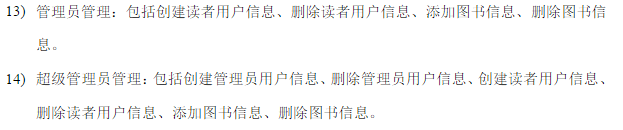 13) 管理员管理：包括创建读者用户信息、删除读者用户信息、添加图书信息、删除图书信
息。
14) 超级管理员管理：包括创建管理员用户信息、删除管理员用户信息、创建读者用户信息、
删除读者用户信息、添加图书信息、删除图书信息。